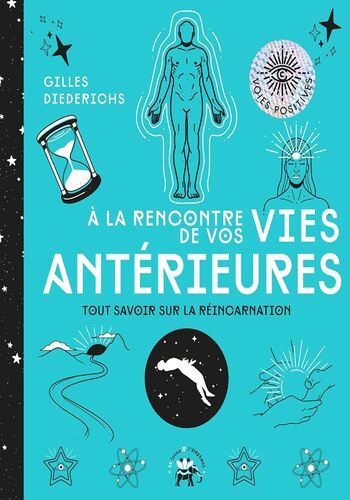 GILLES
DIEDERICHS
VOIES POSITIVES
À LA RENCONTRE
DE VOS VIES
ANTÉRIEURES
TOUT SAVOIR SUR LA RÉINCARNATION